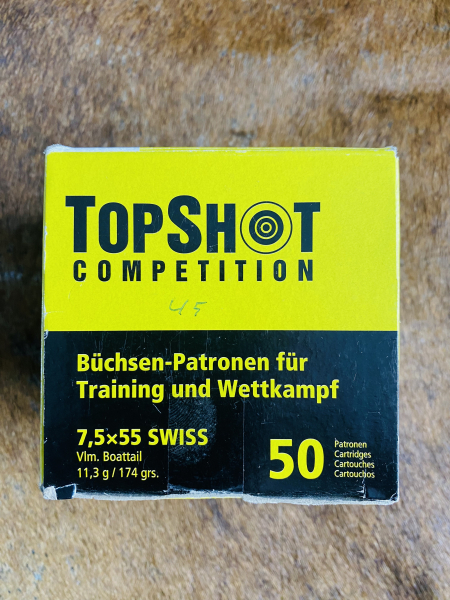 TOPSHOT
COMPETITION
45
Büchsen-Patronen für
Training und Wettkampf
7,5×55 SWISS
Vlm. Boattail
11,3 g / 174 grs.
50
Patronen
Cartridges
Cartouches
Cartouchos